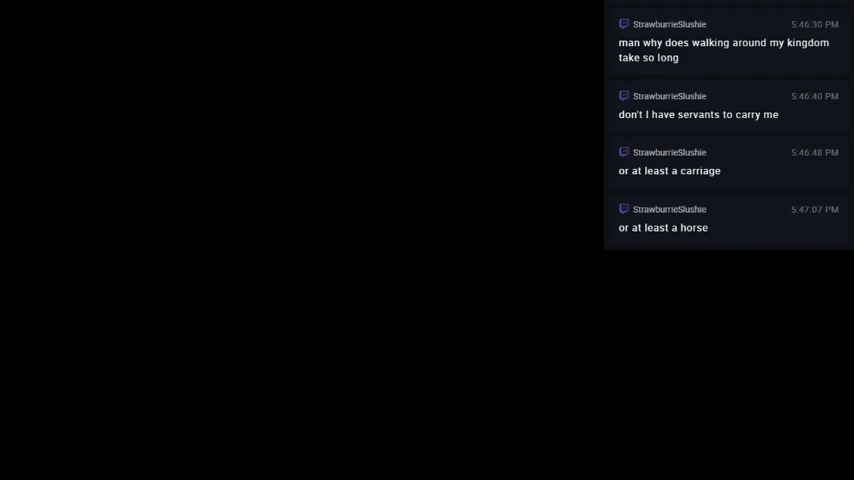 StrawburrieSlushie 5:46:30 PM
man why does walking around my kingdom
take so long
StrawburrieSlushie 5:46:40 PM
don't I have servants to carry me
StrawburrieSlushie 5:46:48 PM
or at least a carriage
StrawburrieSlushie 5:47:07 PM
or at least a horse